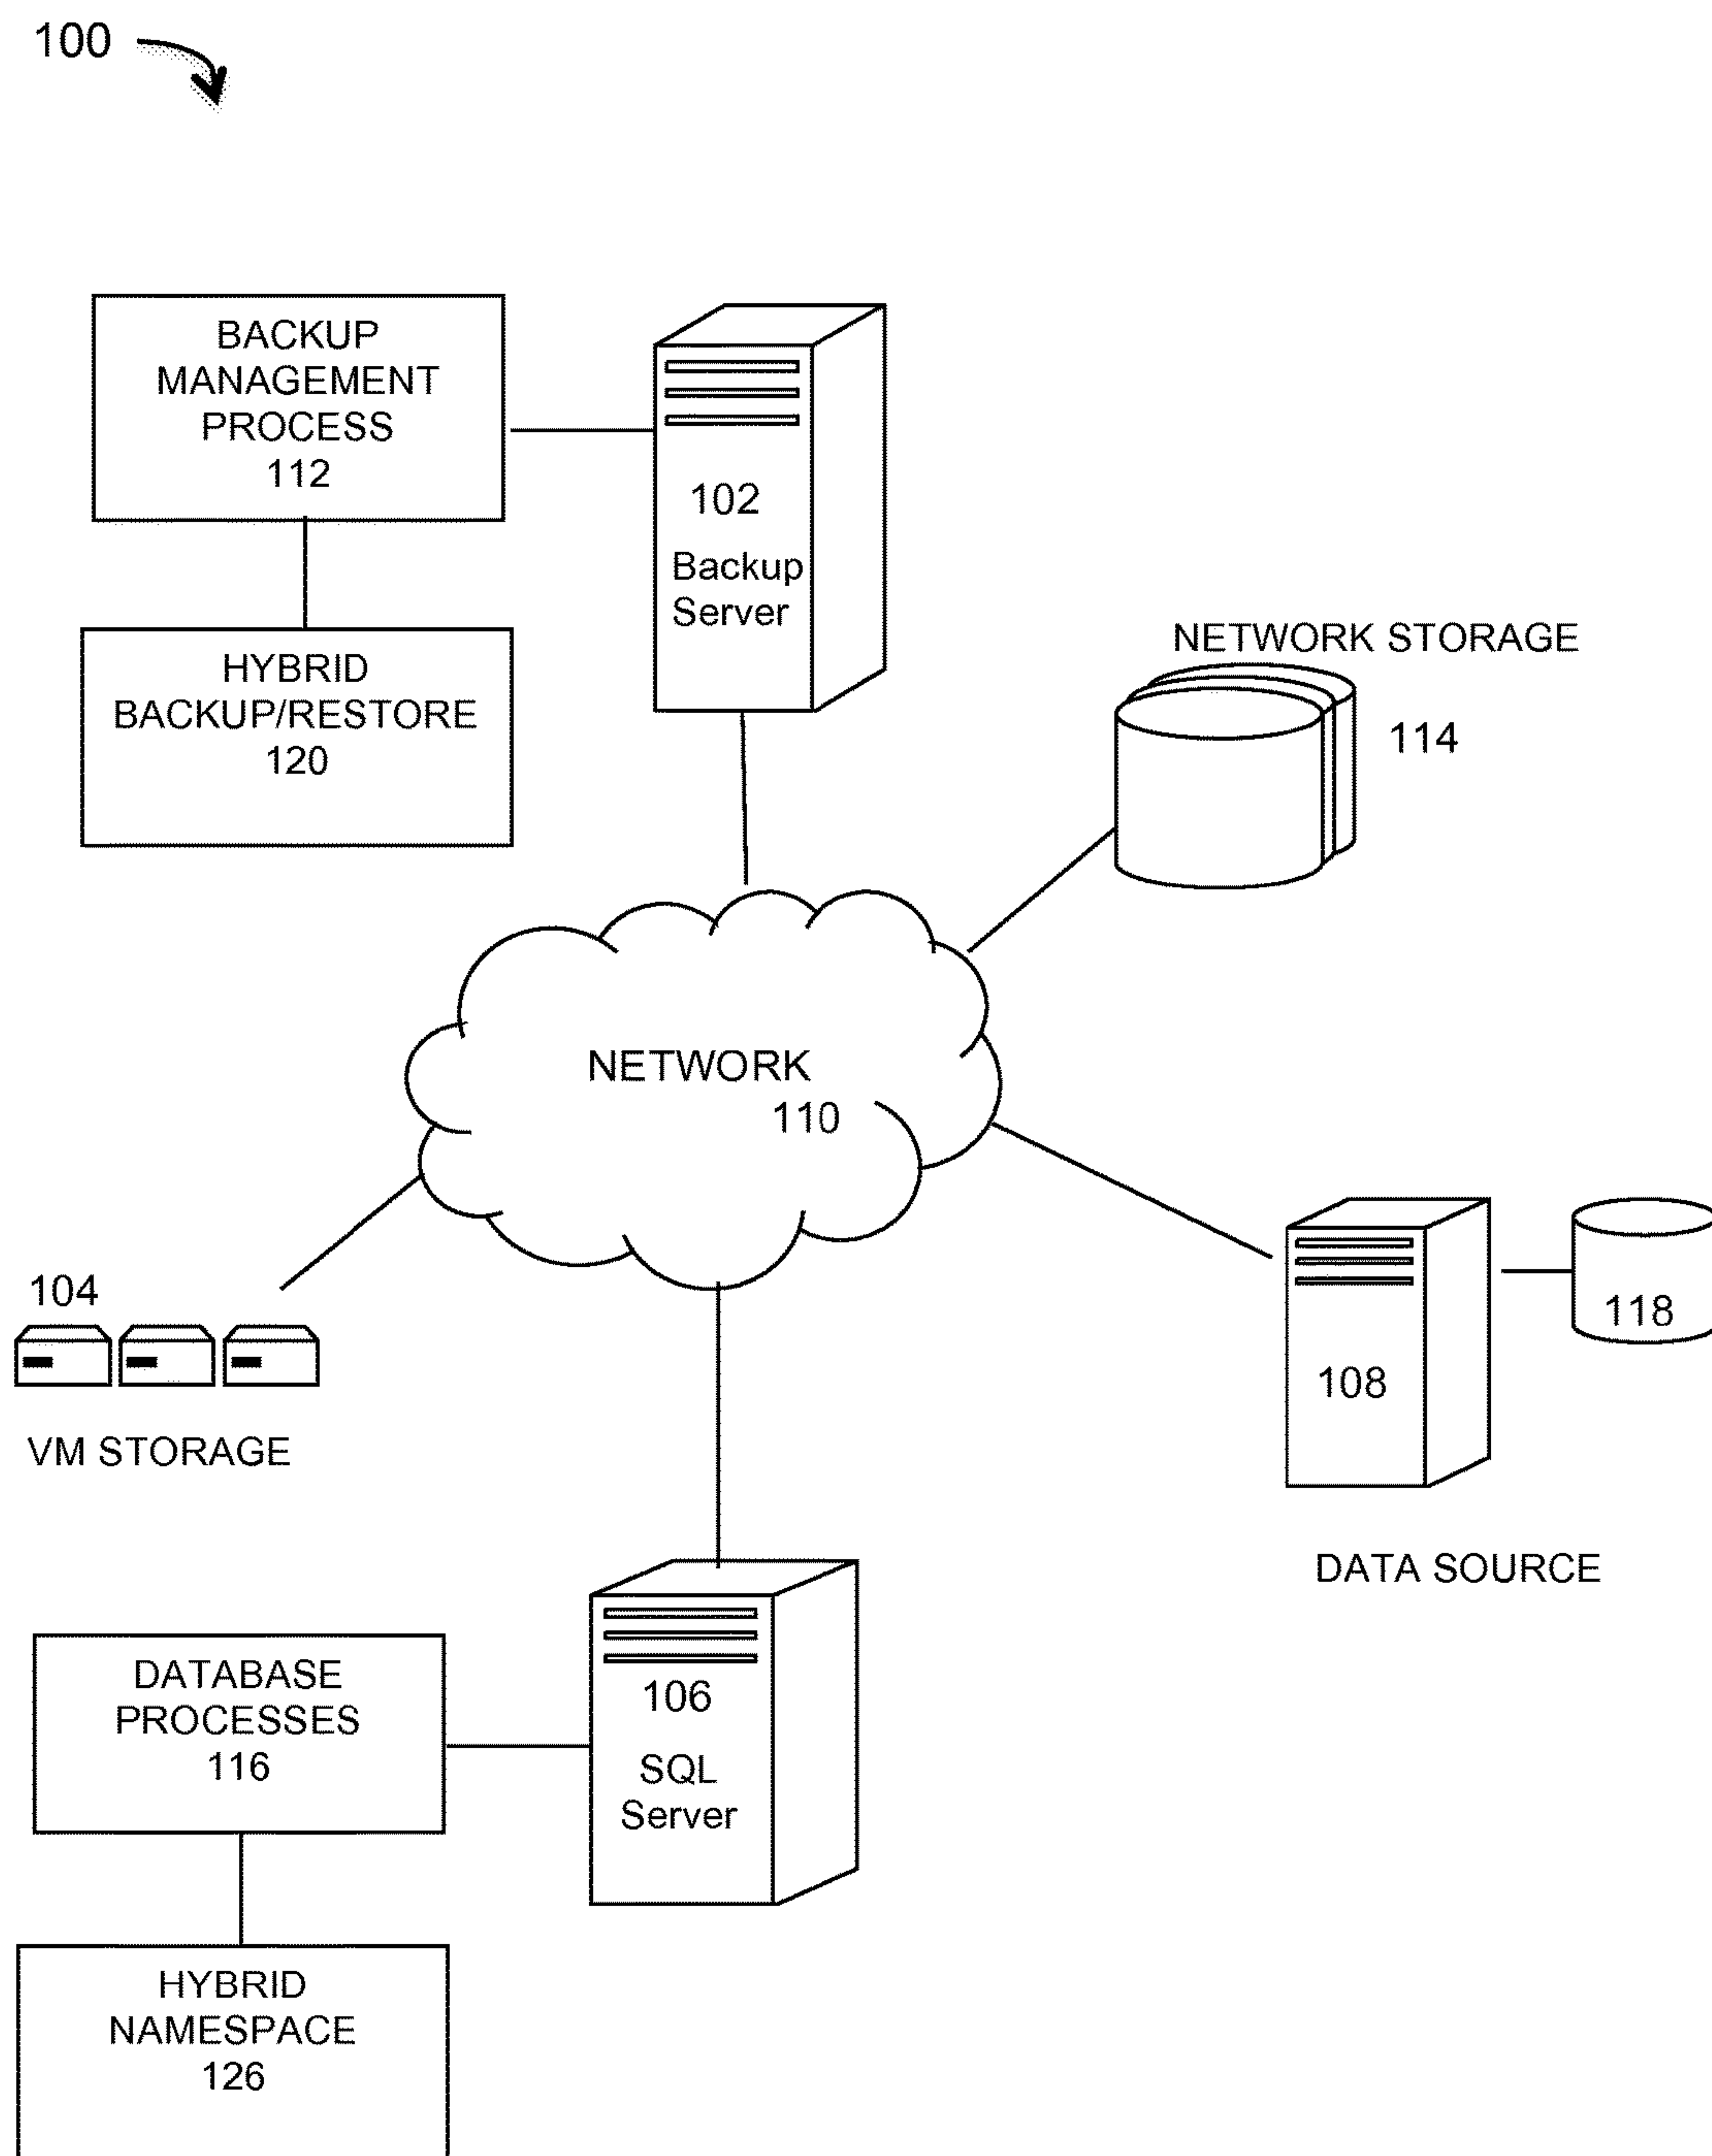 100
BACKUP
MANAGEMENT
PROCESS
112
102
Backup
Server
HYBRID
BACKUP/RESTORE
120
NETWORK STORAGE
114
NETWORK
110
104
VM STORAGE
118
108
DATA SOURCE
106
SQL
Server
DATABASE
PROCESSES
116
HYBRID
NAMESPACE
126